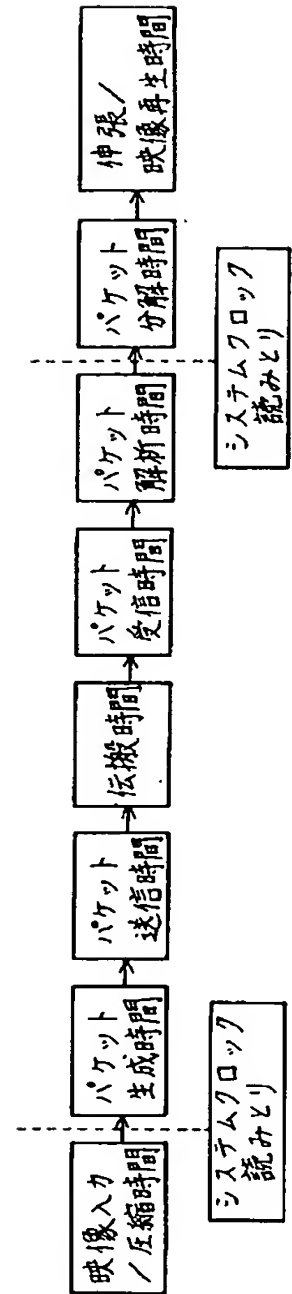 映像入力
/圧縮時間
パケット
生成時間
パケット
送信時間
伝搬時間
パケット
受信時間
パケット
解析時間
パケット
分解時間
伸張/
映像再生時間
システムクロック
読みとり
システムクロック
読みとり